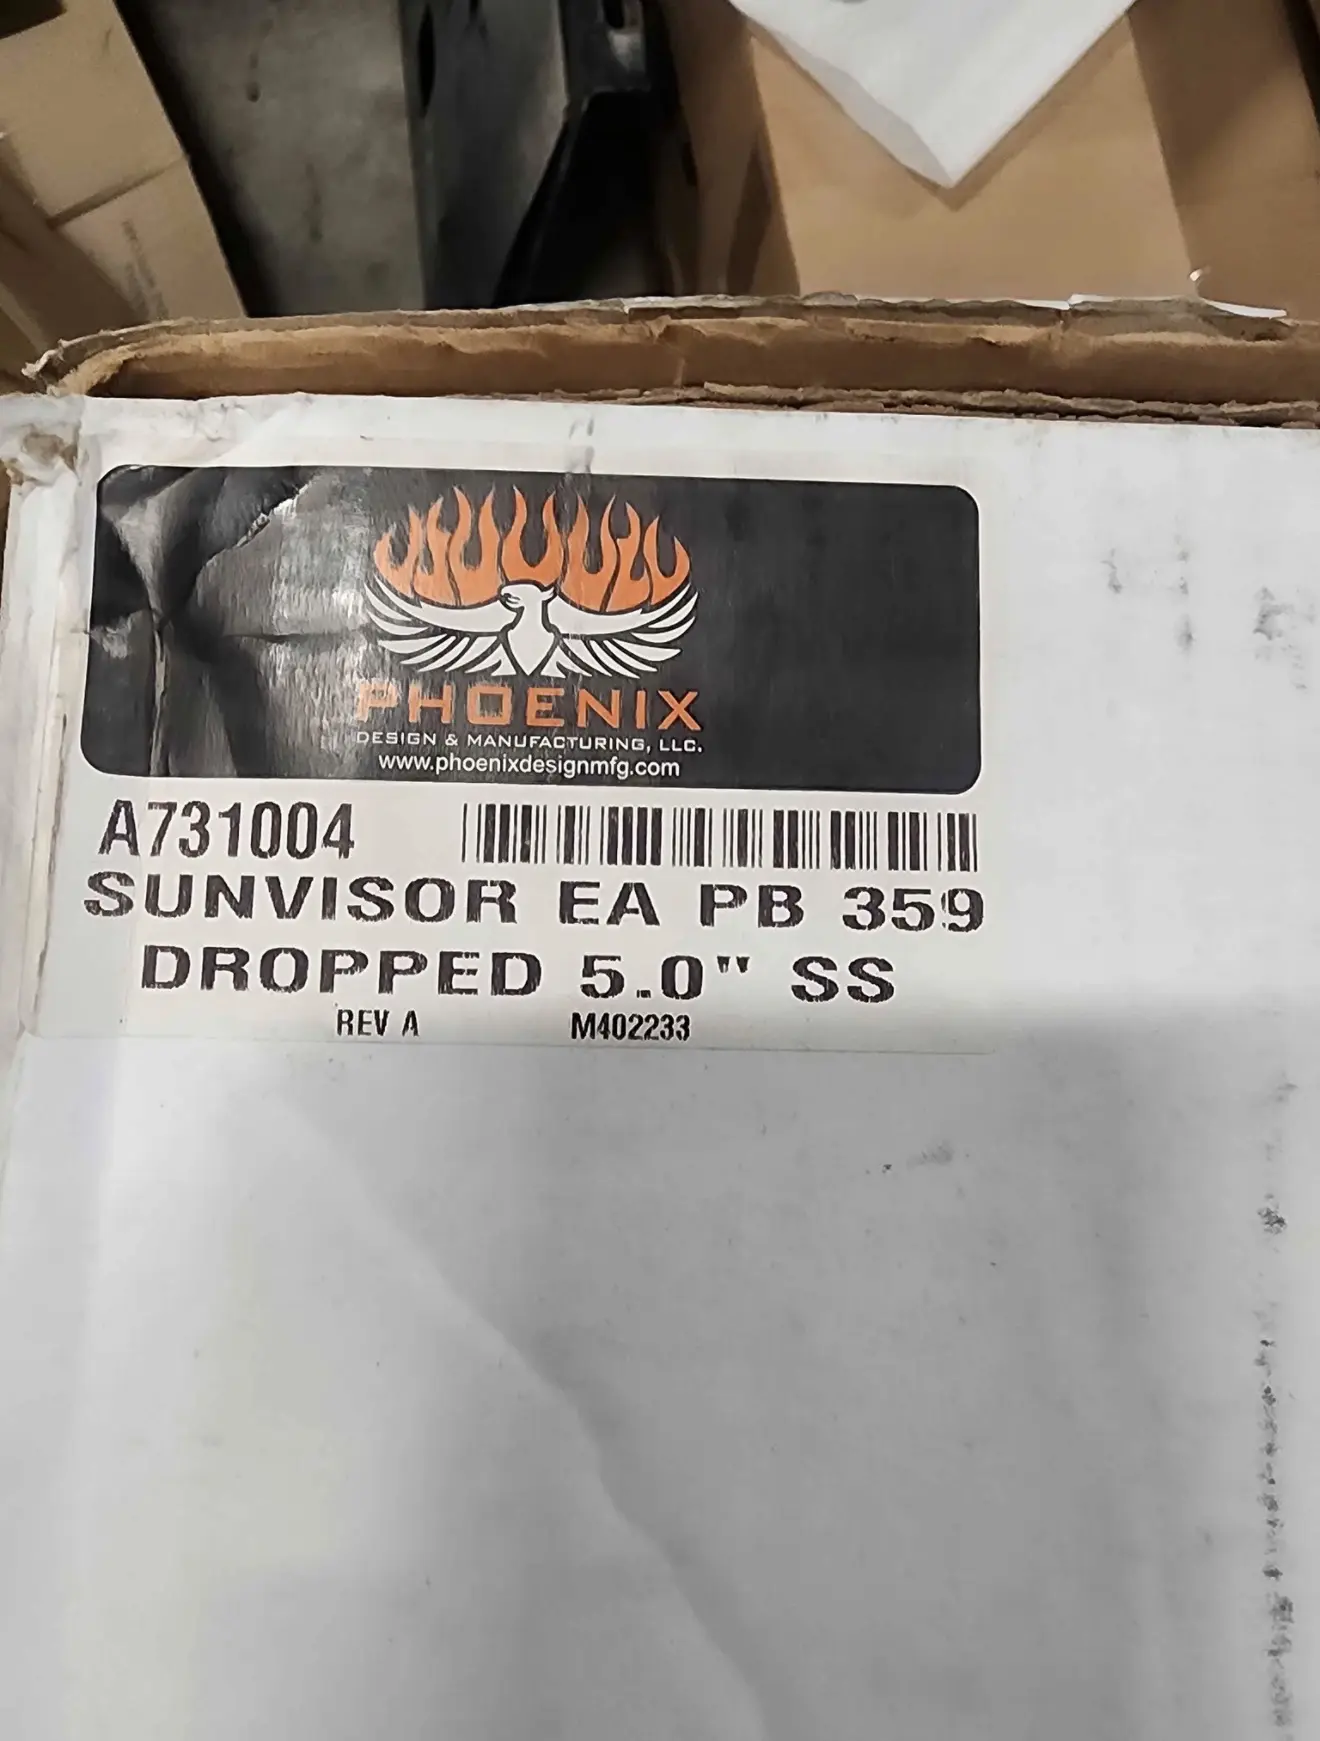 PHOENIX
DESIGN & MANUFACTURING, LLC.
www.phoenixdesignmfg.com
A731004
SUNVISOR EA PB 359
DROPPED 5.0" SS
REV A M402233